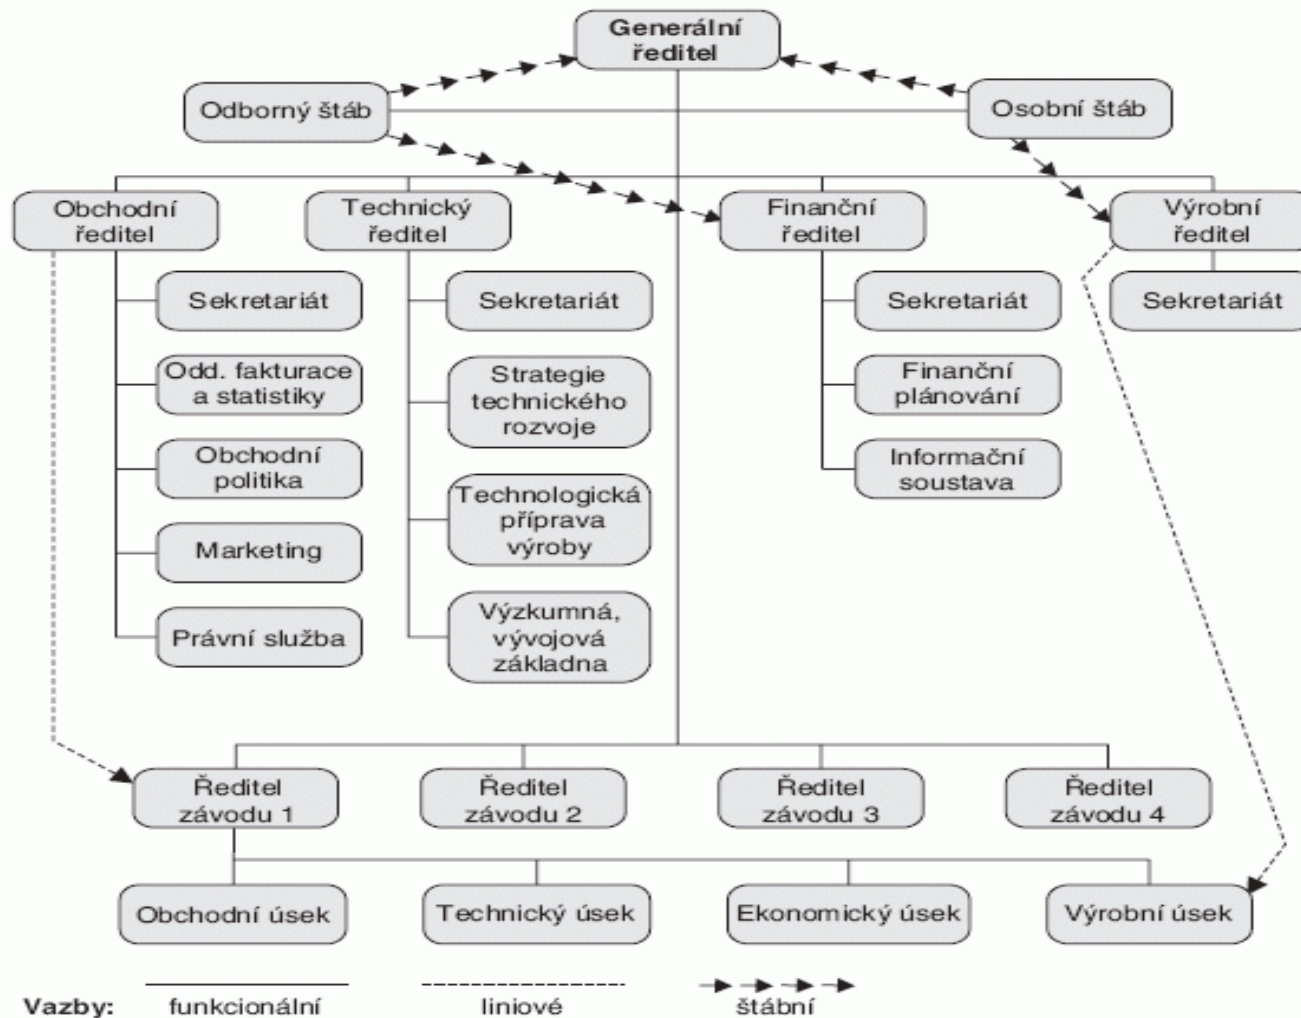 Generální
ředitel
Odborný štáb
Osobní štáb
Obchodní
ředitel
Technický
ředitel
Finanční
ředitel
Výrobní
ředitel
Sekretariát
Odd. fakturace
a statistiky
Obchodní
politika
Marketing
Právní služba
Sekretariát
Strategie
technického
rozvoje
Technologická
příprava
výroby
Výzkumná,
vývojová
základna
Sekretariát
Finanční
plánování
Informační
soustava
Sekretariát
Ředitel
závodu 1
Ředitel
závodu 2
Ředitel
závodu 3
Ředitel
závodu 4
Obchodní úsek
Technický úsek
Ekonomický úsek
Výrobní úsek
Vazby: funkcionální liniové štábní